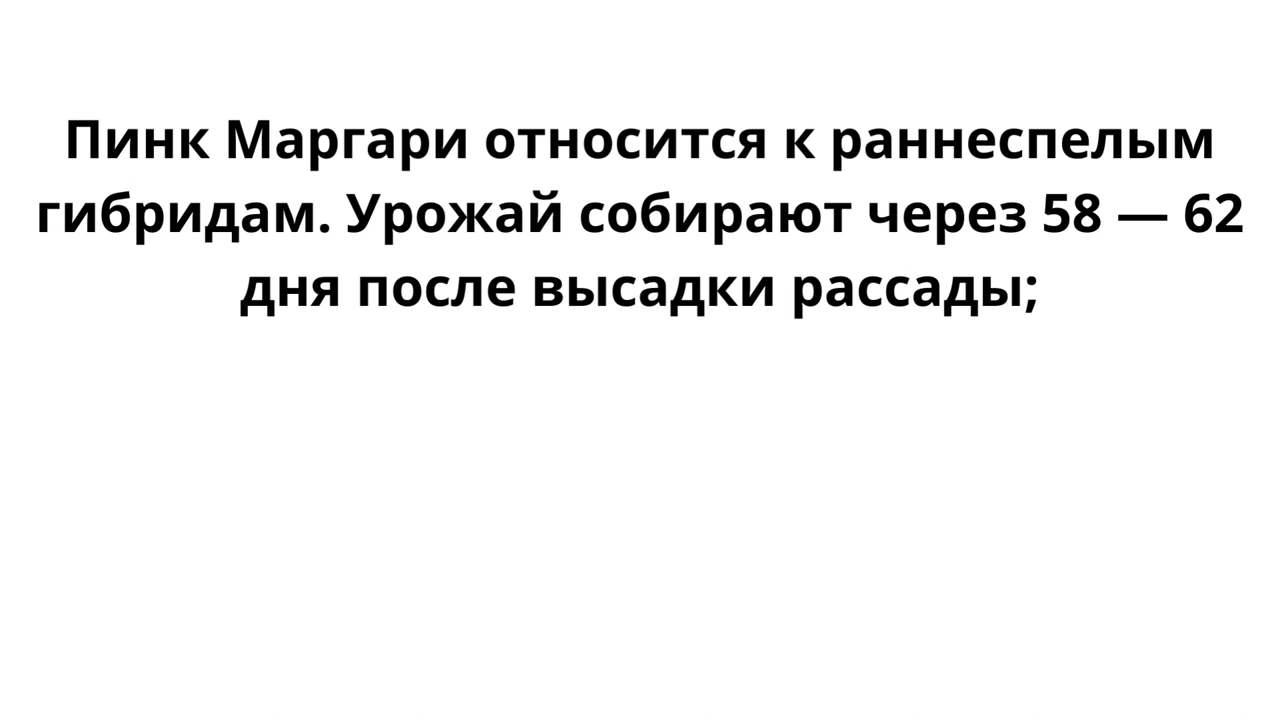 Пинк Маргари относится к раннеспелым
гибридам. Урожай собирают через 58 — 62
дня после высадки рассады;